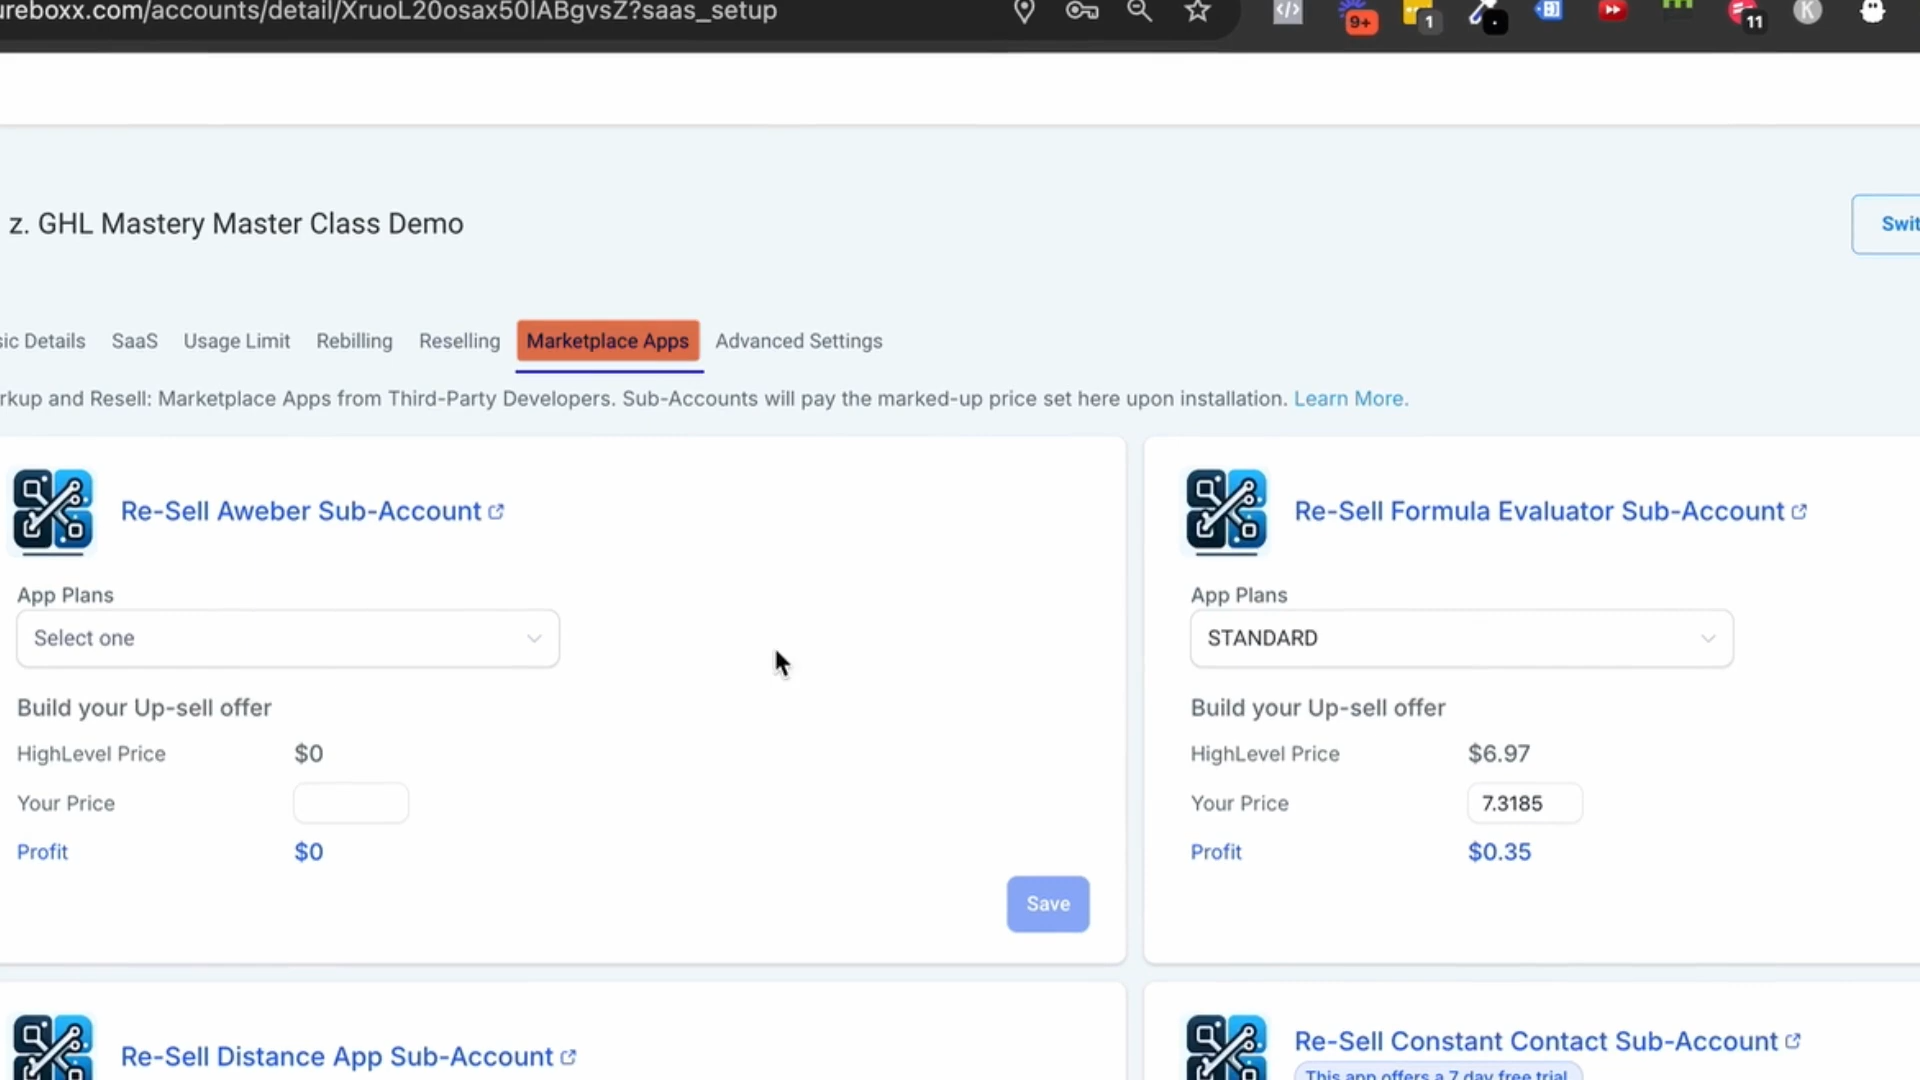 ureboxx.com/accounts/detail/XruoL20osax50lABgvsZ?saas_setup
9+
1
11
K
z. GHL Mastery Master Class Demo
Swit
sic Details SaaS Usage Limit Rebilling Reselling Marketplace Apps Advanced Settings
rkup and Resell: Marketplace Apps from Third-Party Developers. Sub-Accounts will pay the marked-up price set here upon installation. Learn More.
Re-Sell Aweber Sub-Account
App Plans
Select one
Build your Up-sell offer
HighLevel Price $0
Your Price
Profit $0
Save
Re-Sell Formula Evaluator Sub-Account
App Plans
STANDARD
Build your Up-sell offer
HighLevel Price $6.97
Your Price 7.3185
Profit $0.35
Re-Sell Distance App Sub-Account
Re-Sell Constant Contact Sub-Account
This app offers a 7 day free trial